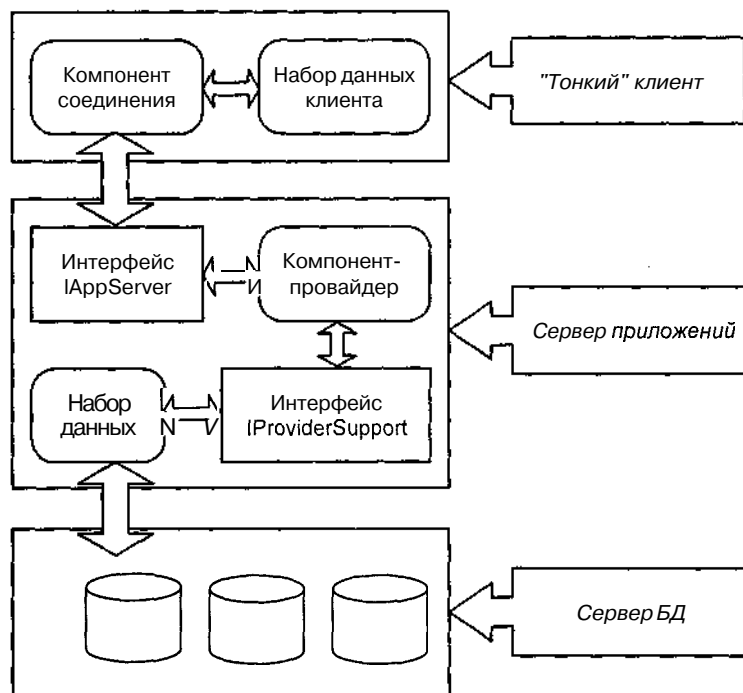 Компонент
соединения
Набор данных
клиента
"Тонкий" клиент
Интерфейс
IAppServer
Компонент-
провайдер
Сервер приложений
Набор
данных
Интерфейс
IProviderSupport
Сервер БД